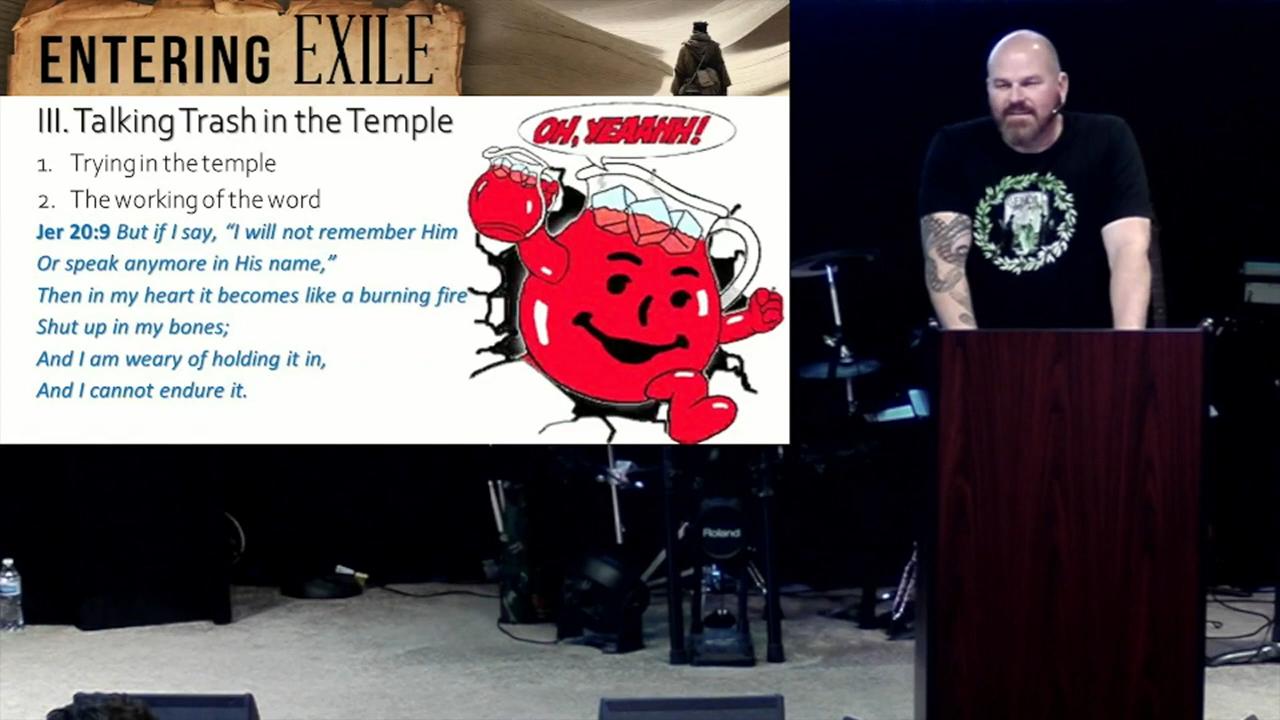 ENTERING EXILE
III. Talking Trash in the Temple
OH, YEAAHH!
1. Trying in the temple
2. The working of the word
Jer 20:9 But if I say, “I will not remember Him
Or speak anymore in His name,”
Then in my heart it becomes like a burning fire
Shut up in my bones;
And I am weary of holding it in,
And I cannot endure it.
Roland